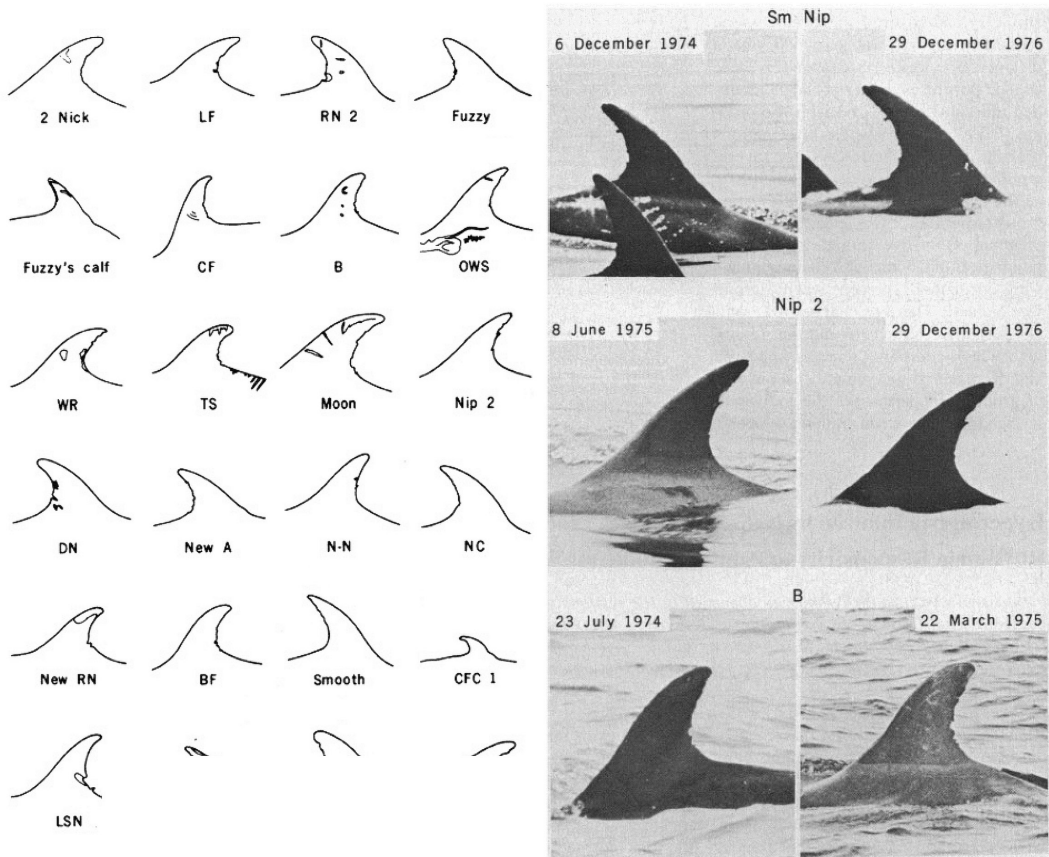 2 Nick LF RN 2 Fuzzy
Fuzzy's calf CF B OWS
WR TS Moon Nip 2
DN New A N-N NC
New RN BF Smooth CFC 1
LSN
Sm Nip
6 December 1974 29 December 1976
Nip 2
8 June 1975 29 December 1976
B
23 July 1974 22 March 1975